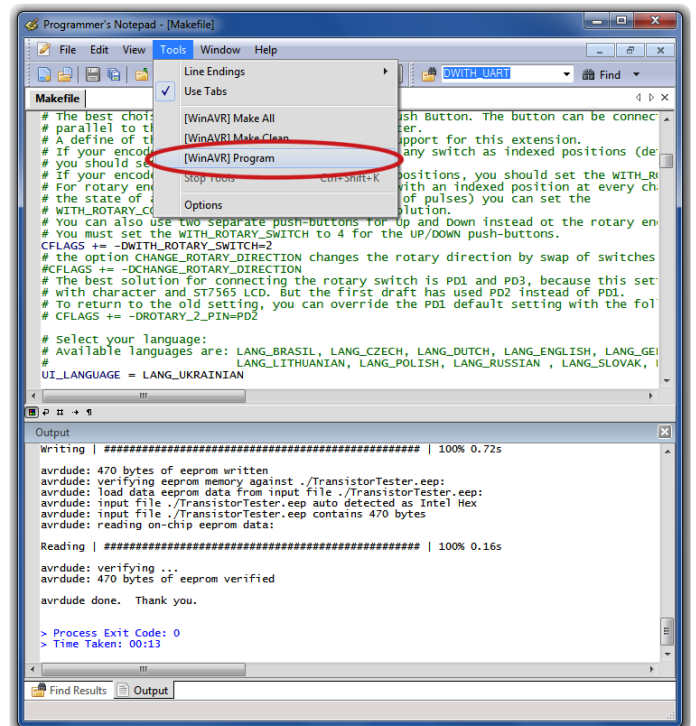 Programmer's Notepad - [Makefile]
File Edit View Tools Window Help
Line Endings
Use Tabs
[WinAVR] Make All
[WinAVR] Make Clean
[WinAVR] Program
Stop Tools Ctrl+Shift+K
Options
DWITH_UART Find
Makefile
# The best chois ush Button. The button can be connec
# parallel to th ter.
# A define of th upport for this extension.
# If your encode any switch as indexed positions (de
# you should se
# If your encode positions, you should set the WITH_R
# For rotary en with an indexed position at every cha
# the state of a of pulses) you can set the
# WITH_ROTARY_CO olution.
# You can also use two separate push-buttons for Up and Down instead of the rotary en
# You must set the WITH_ROTARY_SWITCH to 4 for the UP/DOWN push-buttons.
CFLAGS += -DWITH_ROTARY_SWITCH=2
# the option CHANGE_ROTARY_DIRECTION changes the rotary direction by swap of switches
#CFLAGS += -DCHANGE_ROTARY_DIRECTION
# The best solution for connecting the rotary switch is PD1 and PD3, because this set
# with character and ST7565 LCD. But the first draft has used PD2 instead of PD1.
# To return to the old setting, you can override the PD1 default setting with the fol
# CFLAGS += -DROTARY_2_PIN=PD2
# Select your language:
# Available languages are: LANG_BRASIL, LANG_CZECH, LANG_DUTCH, LANG_ENGLISH, LANG_GE
# LANG_LITHUANIAN, LANG_POLISH, LANG_RUSSIAN , LANG_SLOVAK,
UI_LANGUAGE = LANG_UKRAINIAN
Output
Writing | ################################################## | 100% 0.72s
avrdude: 470 bytes of eeprom written
avrdude: verifying eeprom memory against ./TransistorTester.eep:
avrdude: load data eeprom data from input file ./TransistorTester.eep:
avrdude: input file ./TransistorTester.eep auto detected as Intel Hex
avrdude: input file ./TransistorTester.eep contains 470 bytes
avrdude: reading on-chip eeprom data:
Reading | ################################################## | 100% 0.16s
avrdude: verifying ...
avrdude: 470 bytes of eeprom verified
avrdude done. Thank you.
> Process Exit Code: 0
> Time Taken: 00:13
Find Results Output